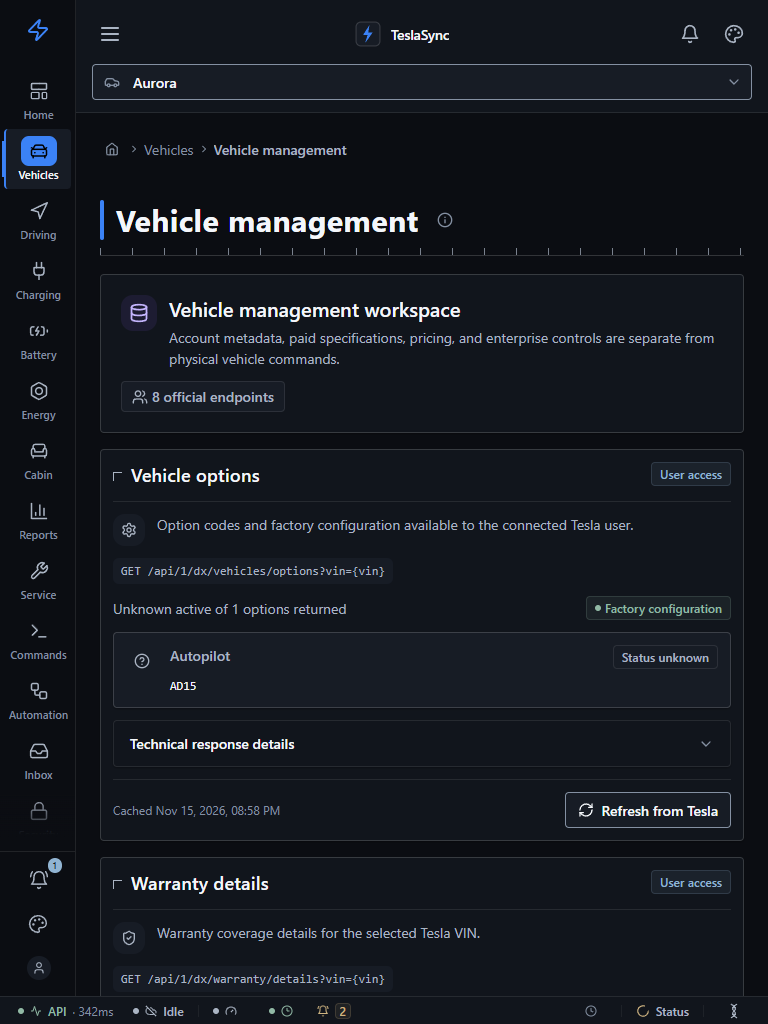 TeslaSync
Aurora
Home
Vehicles
Driving
Charging
Battery
Energy
Cabin
Reports
Service
Commands
Automation
Inbox
1
Vehicles
Vehicle management
Vehicle management
Vehicle management workspace
Account metadata, paid specifications, pricing, and enterprise controls are separate from
physical vehicle commands.
8 official endpoints
Vehicle options
User access
Option codes and factory configuration available to the connected Tesla user.
GET /api/1/dx/vehicles/options?vin={vin}
Unknown active of 1 options returned
Factory configuration
Autopilot
Status unknown
AD15
Technical response details
Cached Nov 15, 2026, 08:58 PM
Refresh from Tesla
Warranty details
User access
Warranty coverage details for the selected Tesla VIN.
GET /api/1/dx/warranty/details?vin={vin}
API · 342ms
Idle
2
Status